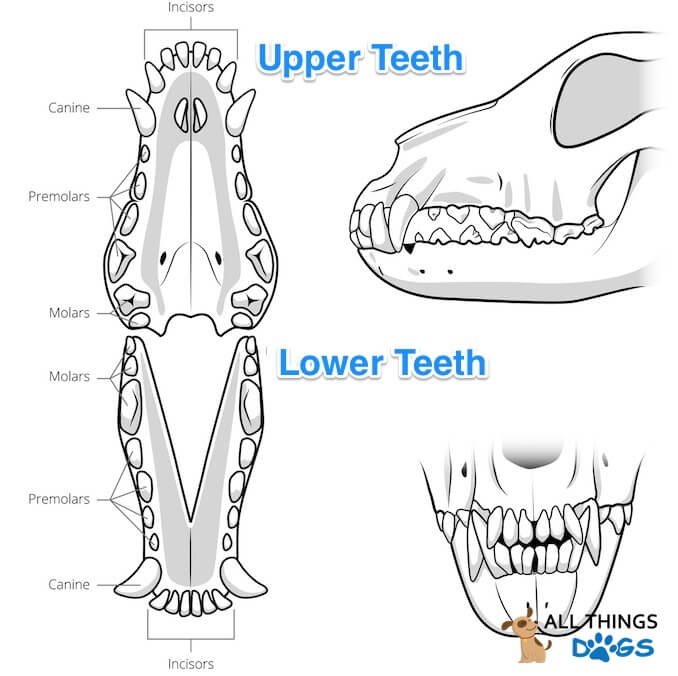 Incisors
Upper Teeth
Canine
Premolars
Molars
Lower Teeth
Molars
Premolars
Canine
Incisors
ALL THINGS
DOGS